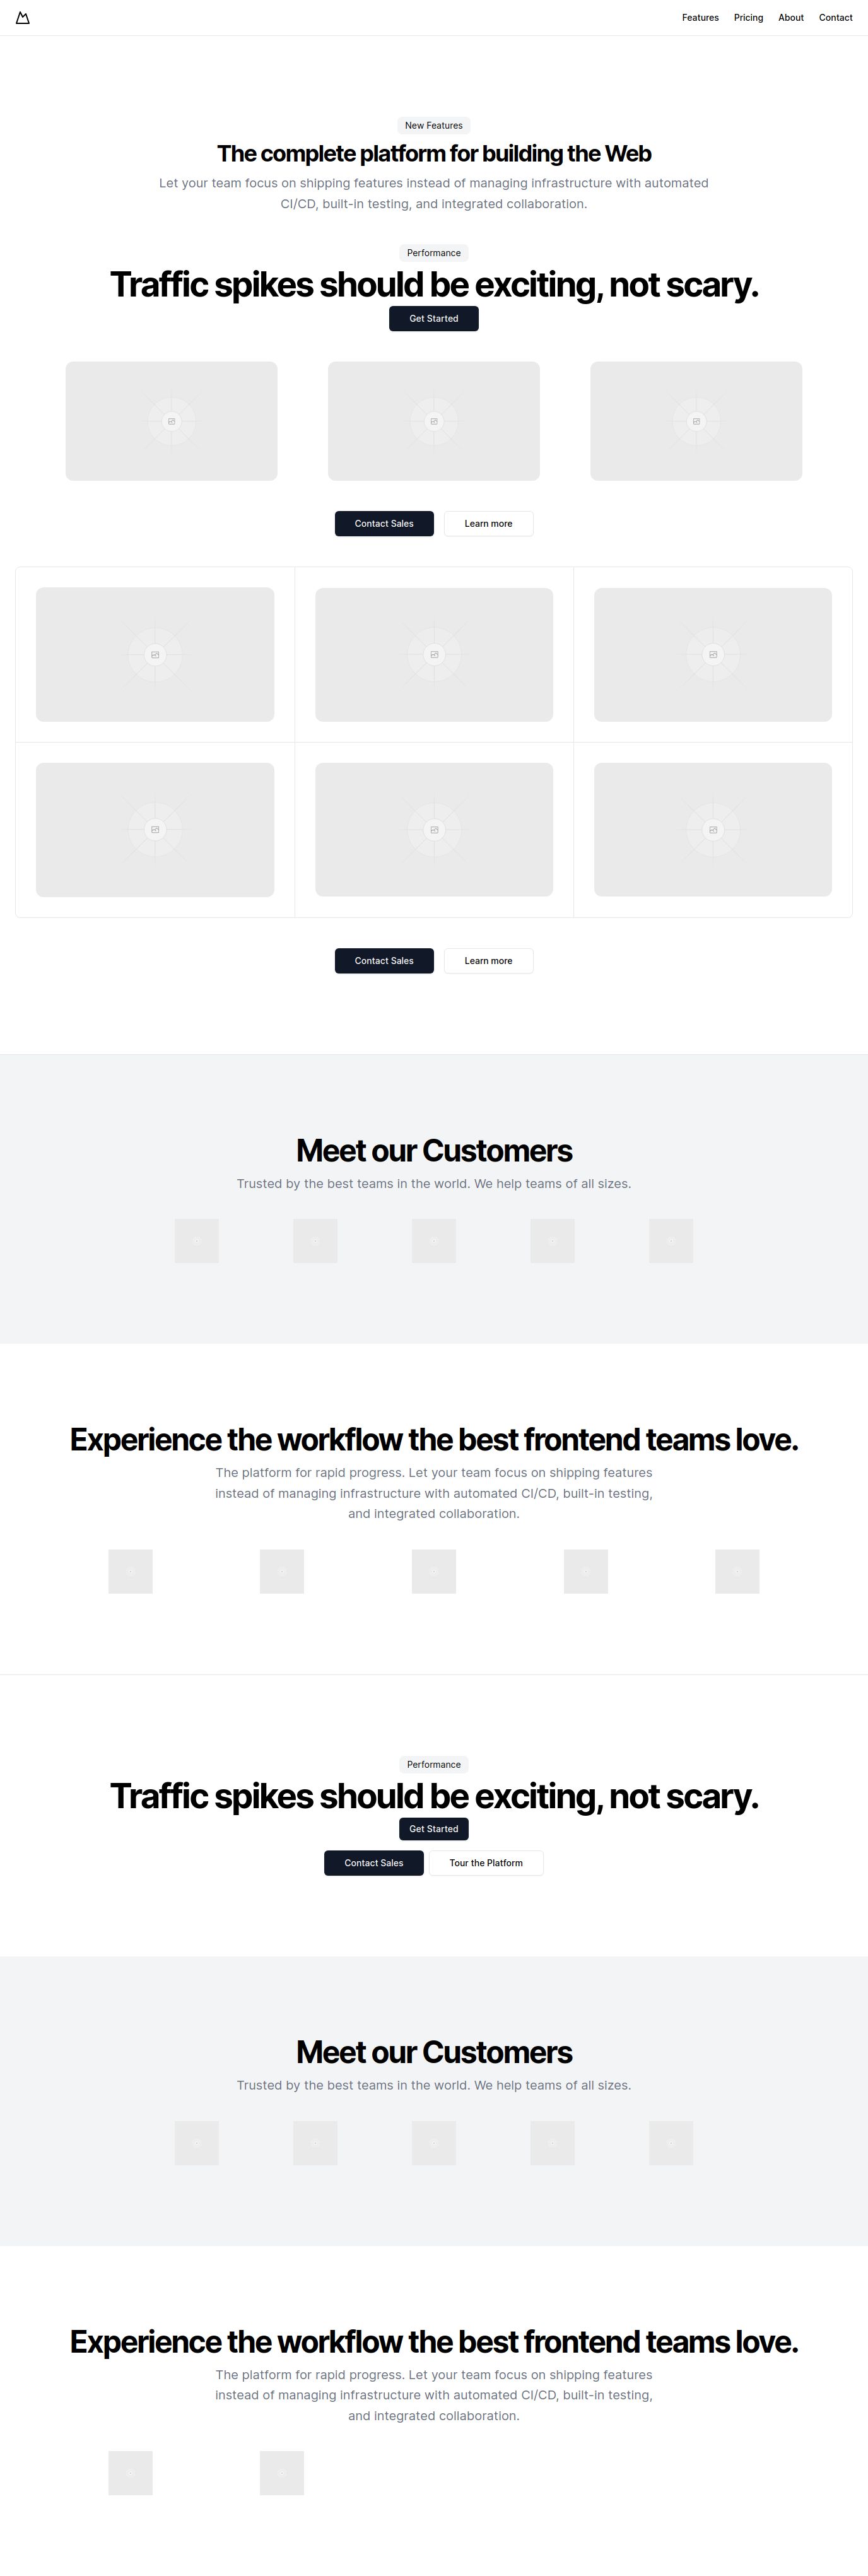 Features Pricing About Contact
New Features
The complete platform for building the Web
Let your team focus on shipping features instead of managing infrastructure with automated
CI/CD, built-in testing, and integrated collaboration.
Performance
Traffic spikes should be exciting, not scary.
Get Started
Contact Sales Learn more
Contact Sales Learn more
Meet our Customers
Trusted by the best teams in the world. We help teams of all sizes.
Experience the workflow the best frontend teams love.
The platform for rapid progress. Let your team focus on shipping features
instead of managing infrastructure with automated CI/CD, built-in testing,
and integrated collaboration.
Performance
Traffic spikes should be exciting, not scary.
Get Started
Contact Sales Tour the Platform
Meet our Customers
Trusted by the best teams in the world. We help teams of all sizes.
Experience the workflow the best frontend teams love.
The platform for rapid progress. Let your team focus on shipping features
instead of managing infrastructure with automated CI/CD, built-in testing,
and integrated collaboration.